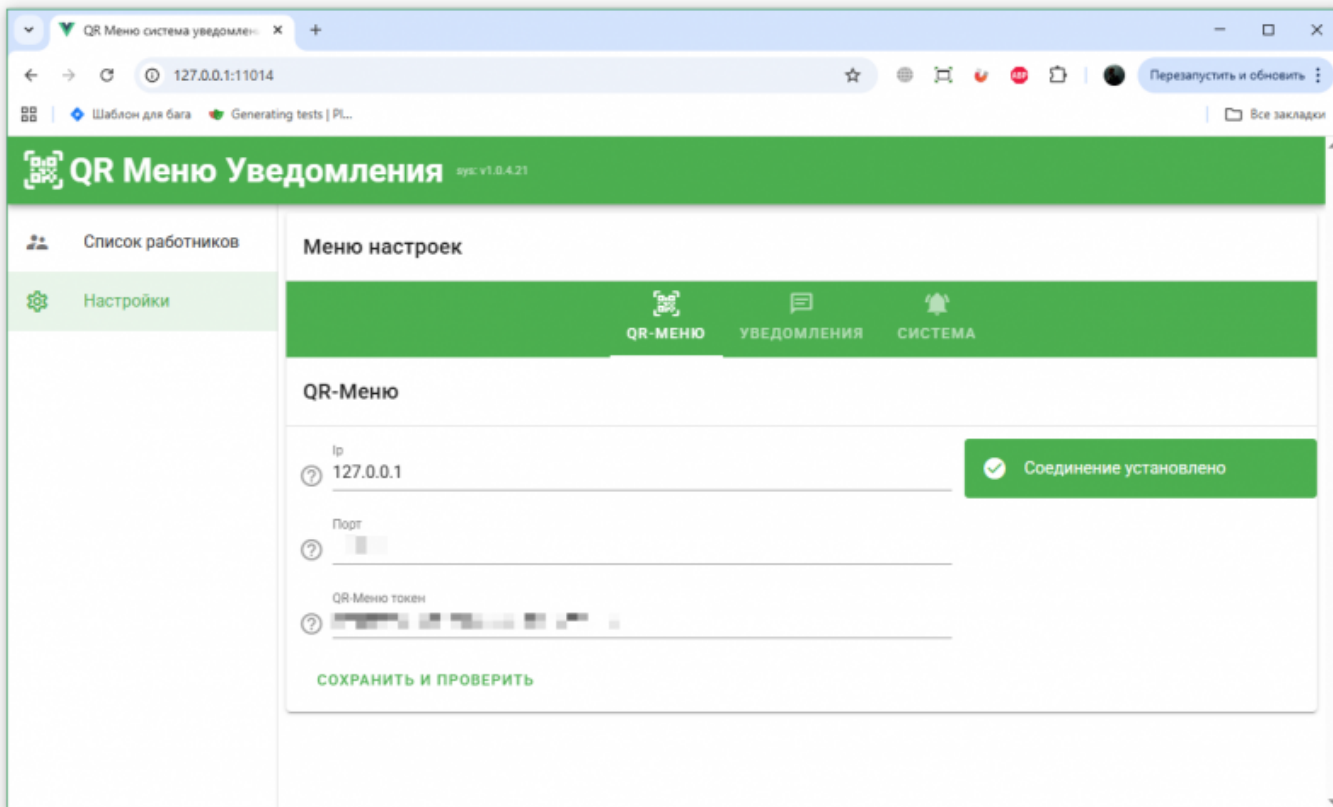 QR Меню система уведомлен
127.0.0.1:11014
ABP
Перезапустить и обновить
Шаблон для бага
Generating tests | Pl...
Все закладки
QR Меню Уведомления sys: v1.0.4.21
Список работников
Настройки
Меню настроек
QR-МЕНЮ УВЕДОМЛЕНИЯ СИСТЕМА
QR-Меню
Ip
127.0.0.1
Соединение установлено
Порт
QR-Меню токен
СОХРАНИТЬ И ПРОВЕРИТЬ